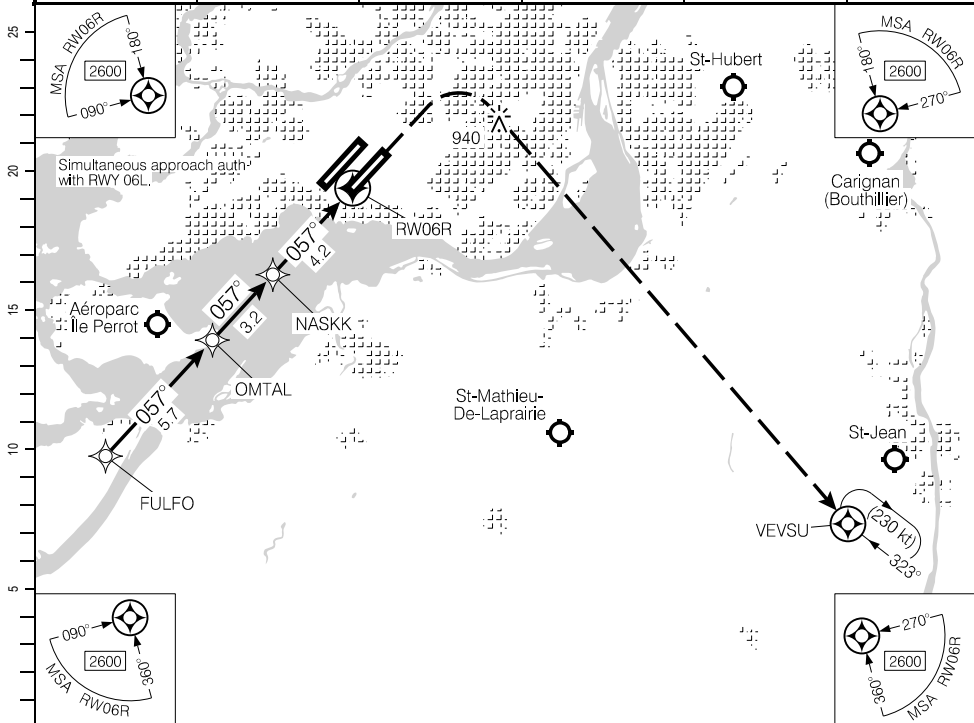 25
20
15
10
5
MSA RW06R
180°
2600
090°
MSA RW06R
2600
180°
270°
St-Hubert
940
Simultaneous approach auth
with RWY 06L.
Carignan
(Bouthillier)
RW06R
057°
4.2
NASKK
057°
3.2
Aéroparc
Île Perrot
OMTAL
057°
5.7
St-Mathieu-
De-Laprairie
St-Jean
FULFO
VEVSU
(230 kt)
323°
090°
2600
360°
MSA RW06R
270°
2600
360°
MSA RW06R